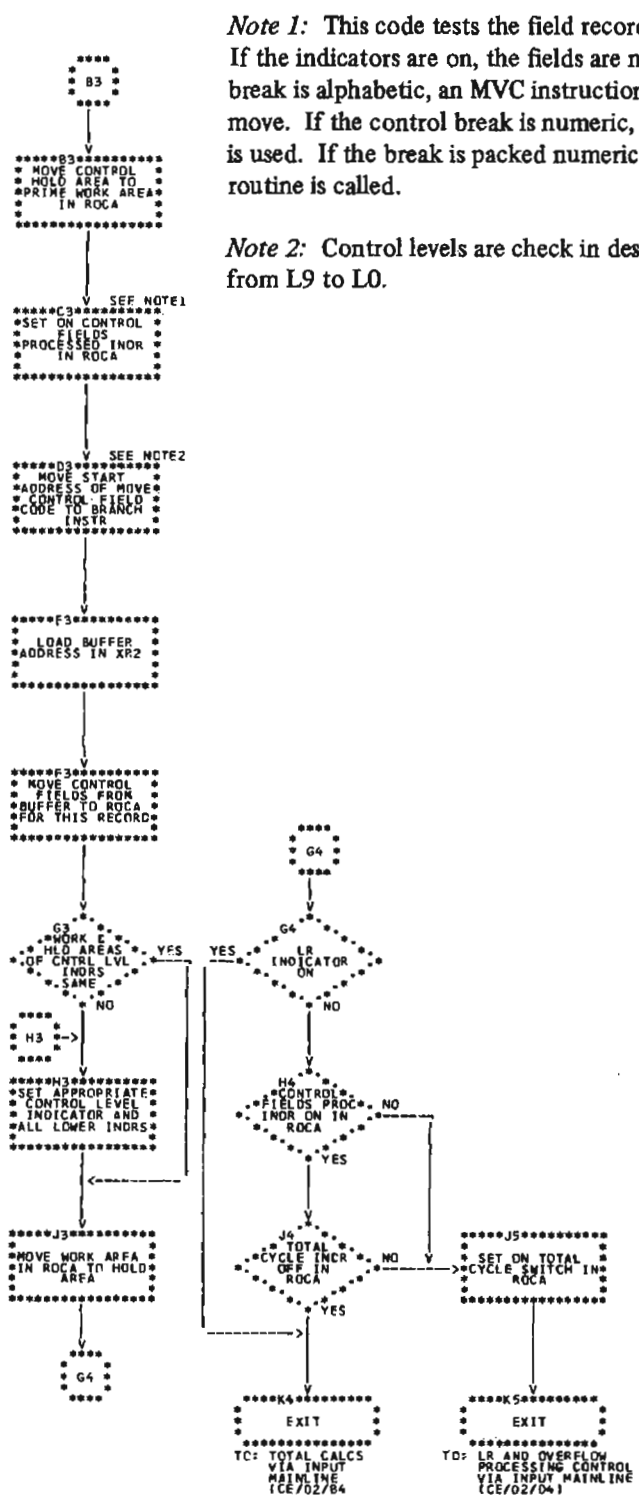 Note 1: This code tests the field record
If the indicators are on, the fields are
break is alphabetic, an MVC instruction
move. If the control break is numeric,
is used. If the break is packed numeric
routine is called.
Note 2: Control levels are check in
from L9 to L0.
B3
B3
MOVE CONTROL
HOLD AREA TO
PRIME WORK AREA
IN ROCA
SEE NOTE1
C3
SET ON CONTROL
FIELDS
PROCESSED INDR
IN ROCA
SEE NOTE2
D3
MOVE START
ADDRESS OF MOVE
CONTROL FIELD
CODE TO BRANCH
INSTR
LOAD BUFFER
ADDRESS IN XR2
F3
MOVE CONTROL
FIELDS FROM
BUFFER TO ROCA
FOR THIS RECORD
G3
WORK &
HLD AREAS
OF CNTRL LVL
INDRS
SAME
YES
NO
H3
H3
SET APPROPRIATE
CONTROL LEVEL
INDICATOR AND
ALL LOWER INDRS
J3
MOVE WORK AREA
IN ROCA TO HOLD
AREA
G4
G4
G4
LR
INDICATOR
ON
YES
NO
H4
CONTROL
FIELDS PROC
INDR ON IN
ROCA
NO
YES
J4
TOTAL
CYCLE INCR
OFF IN
ROCA
NO
YES
J5
SET ON TOTAL
CYCLE SWITCH IN
ROCA
K4
EXIT
TO: TOTAL CALCS
VIA INPUT
MAINLINE
(CE/02/B4
K5
EXIT
TO: LR AND OVERFLOW
PROCESSING CONTROL
VIA INPUT MAINLINE
(CE/02/D4)